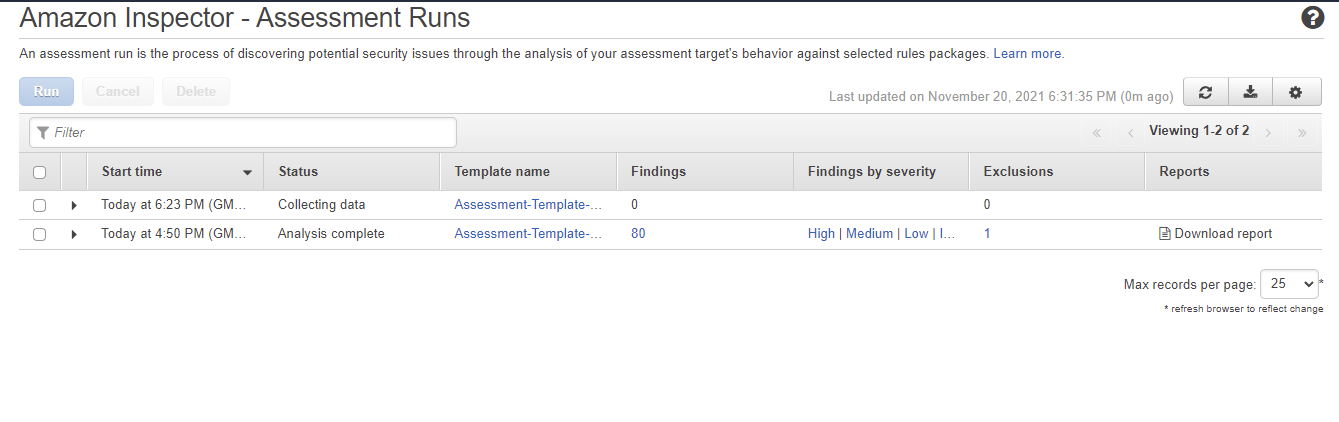 Amazon Inspector - Assessment Runs
An assessment run is the process of discovering potential security issues through the analysis of your assessment target's behavior against selected rules packages. Learn more.
Run Cancel Delete Last updated on November 20, 2021 6:31:35 PM (0m ago)
Filter Viewing 1-2 of 2
Start time Status Template name Findings Findings by severity Exclusions Reports
Today at 6:23 PM (GM... Collecting data Assessment-Template-... 0 0
Today at 4:50 PM (GM... Analysis complete Assessment-Template-... 80 High | Medium | Low | I... 1 Download report
Max records per page: 25 *
* refresh browser to reflect change